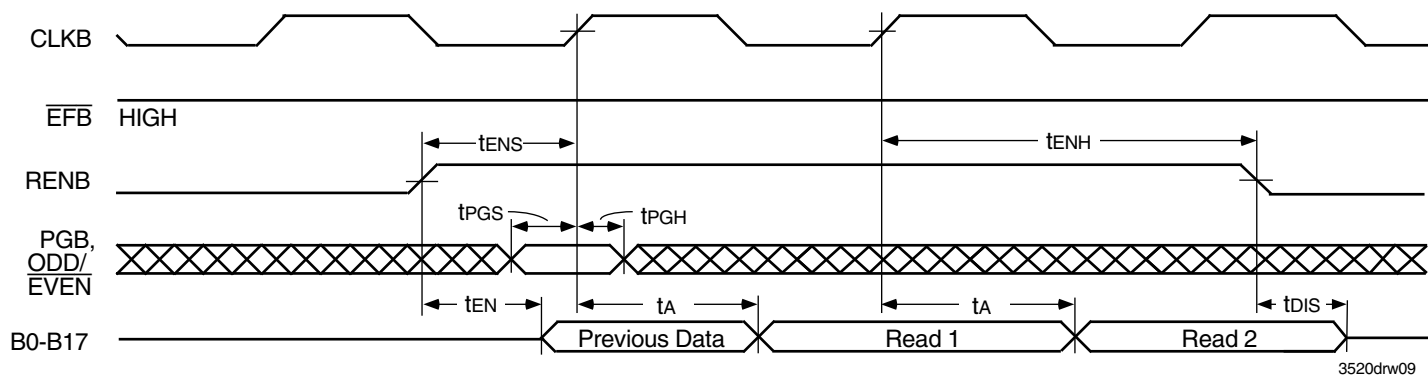 CLKB
EFB HIGH
tENS tENH
RENB
tPGS tPGH
PGB,
ODD/
EVEN
tEN tA tA tDIS
B0-B17 Previous Data Read 1 Read 2
3520drw09